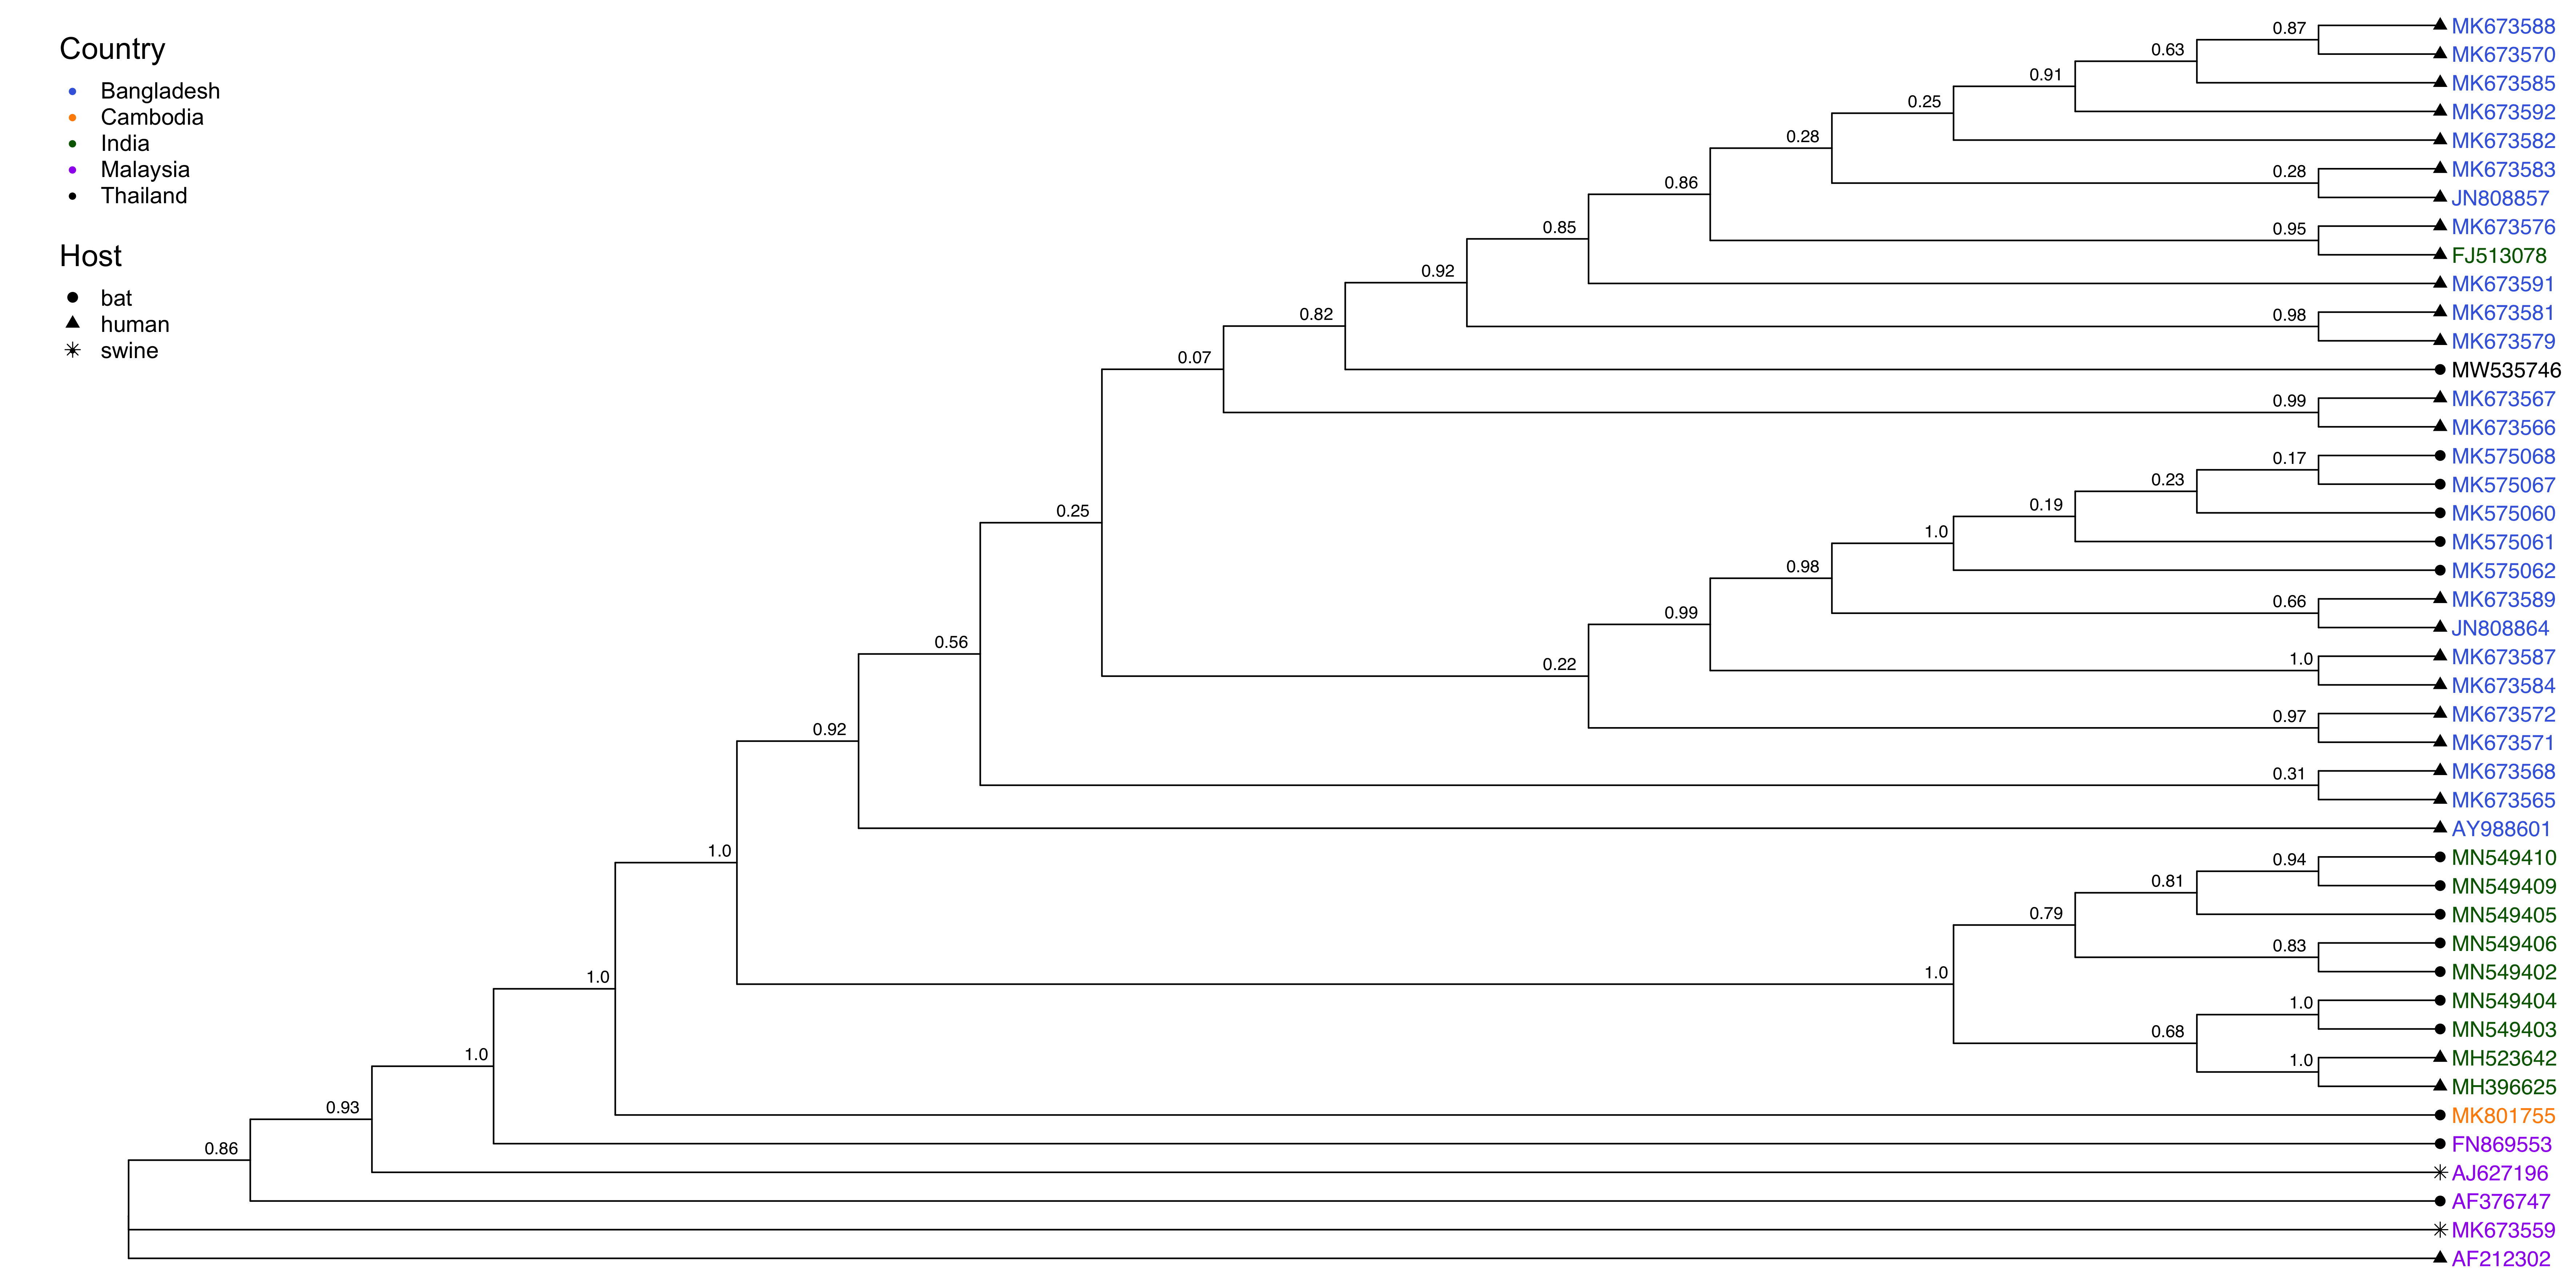 Country
Bangladesh
Cambodia
India
Malaysia
Thailand
Host
bat
human
swine
0.87
MK673588
MK673570
0.63
MK673585
0.91
MK673592
0.25
MK673582
0.28
0.28
MK673583
JN808857
0.86
0.95
MK673576
FJ513078
0.85
MK673591
0.92
0.98
MK673581
MK673579
0.82
MW535746
0.07
0.99
MK673567
MK673566
0.25
0.17
MK575068
MK575067
0.23
MK575060
0.19
MK575061
1.0
MK575062
0.98
0.66
MK673589
JN808864
0.99
1.0
MK673587
MK673584
0.22
0.97
MK673572
MK673571
0.56
0.31
MK673568
MK673565
0.92
AY988601
1.0
0.94
MN549410
MN549409
0.81
MN549405
0.79
0.83
MN549406
MN549402
1.0
1.0
MN549404
MN549403
0.68
1.0
MH523642
MH396625
1.0
MK801755
1.0
FN869553
0.93
AJ627196
0.86
AF376747
MK673559
AF212302